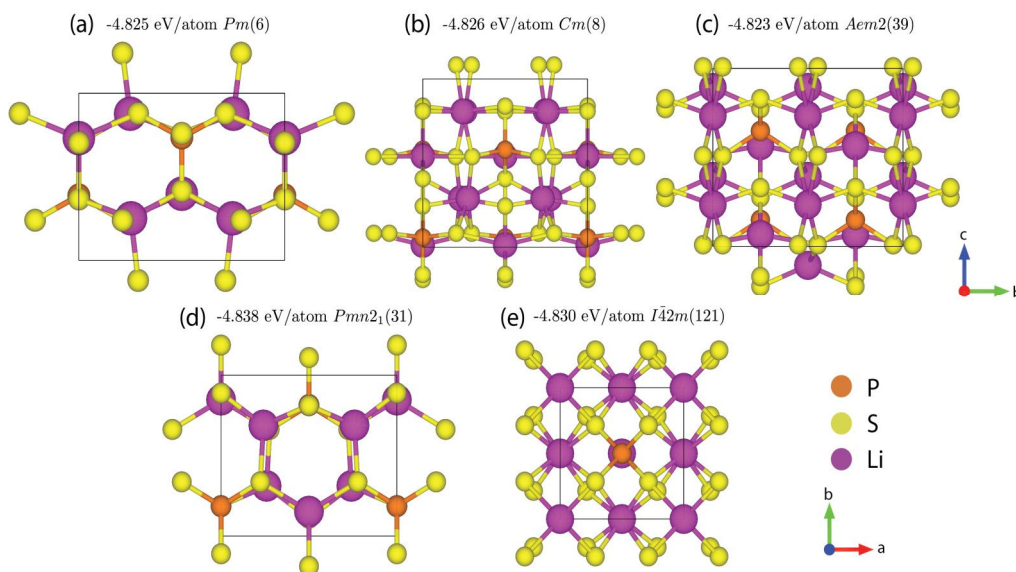 (a) -4.825 eV/atom Pm(6)
(b) -4.826 eV/atom Cm(8)
(c) -4.823 eV/atom Aem2(39)
c
b
(d) -4.838 eV/atom Pmn2₁(31)
(e) -4.830 eV/atom I4̅2m(121)
P
S
Li
b
a